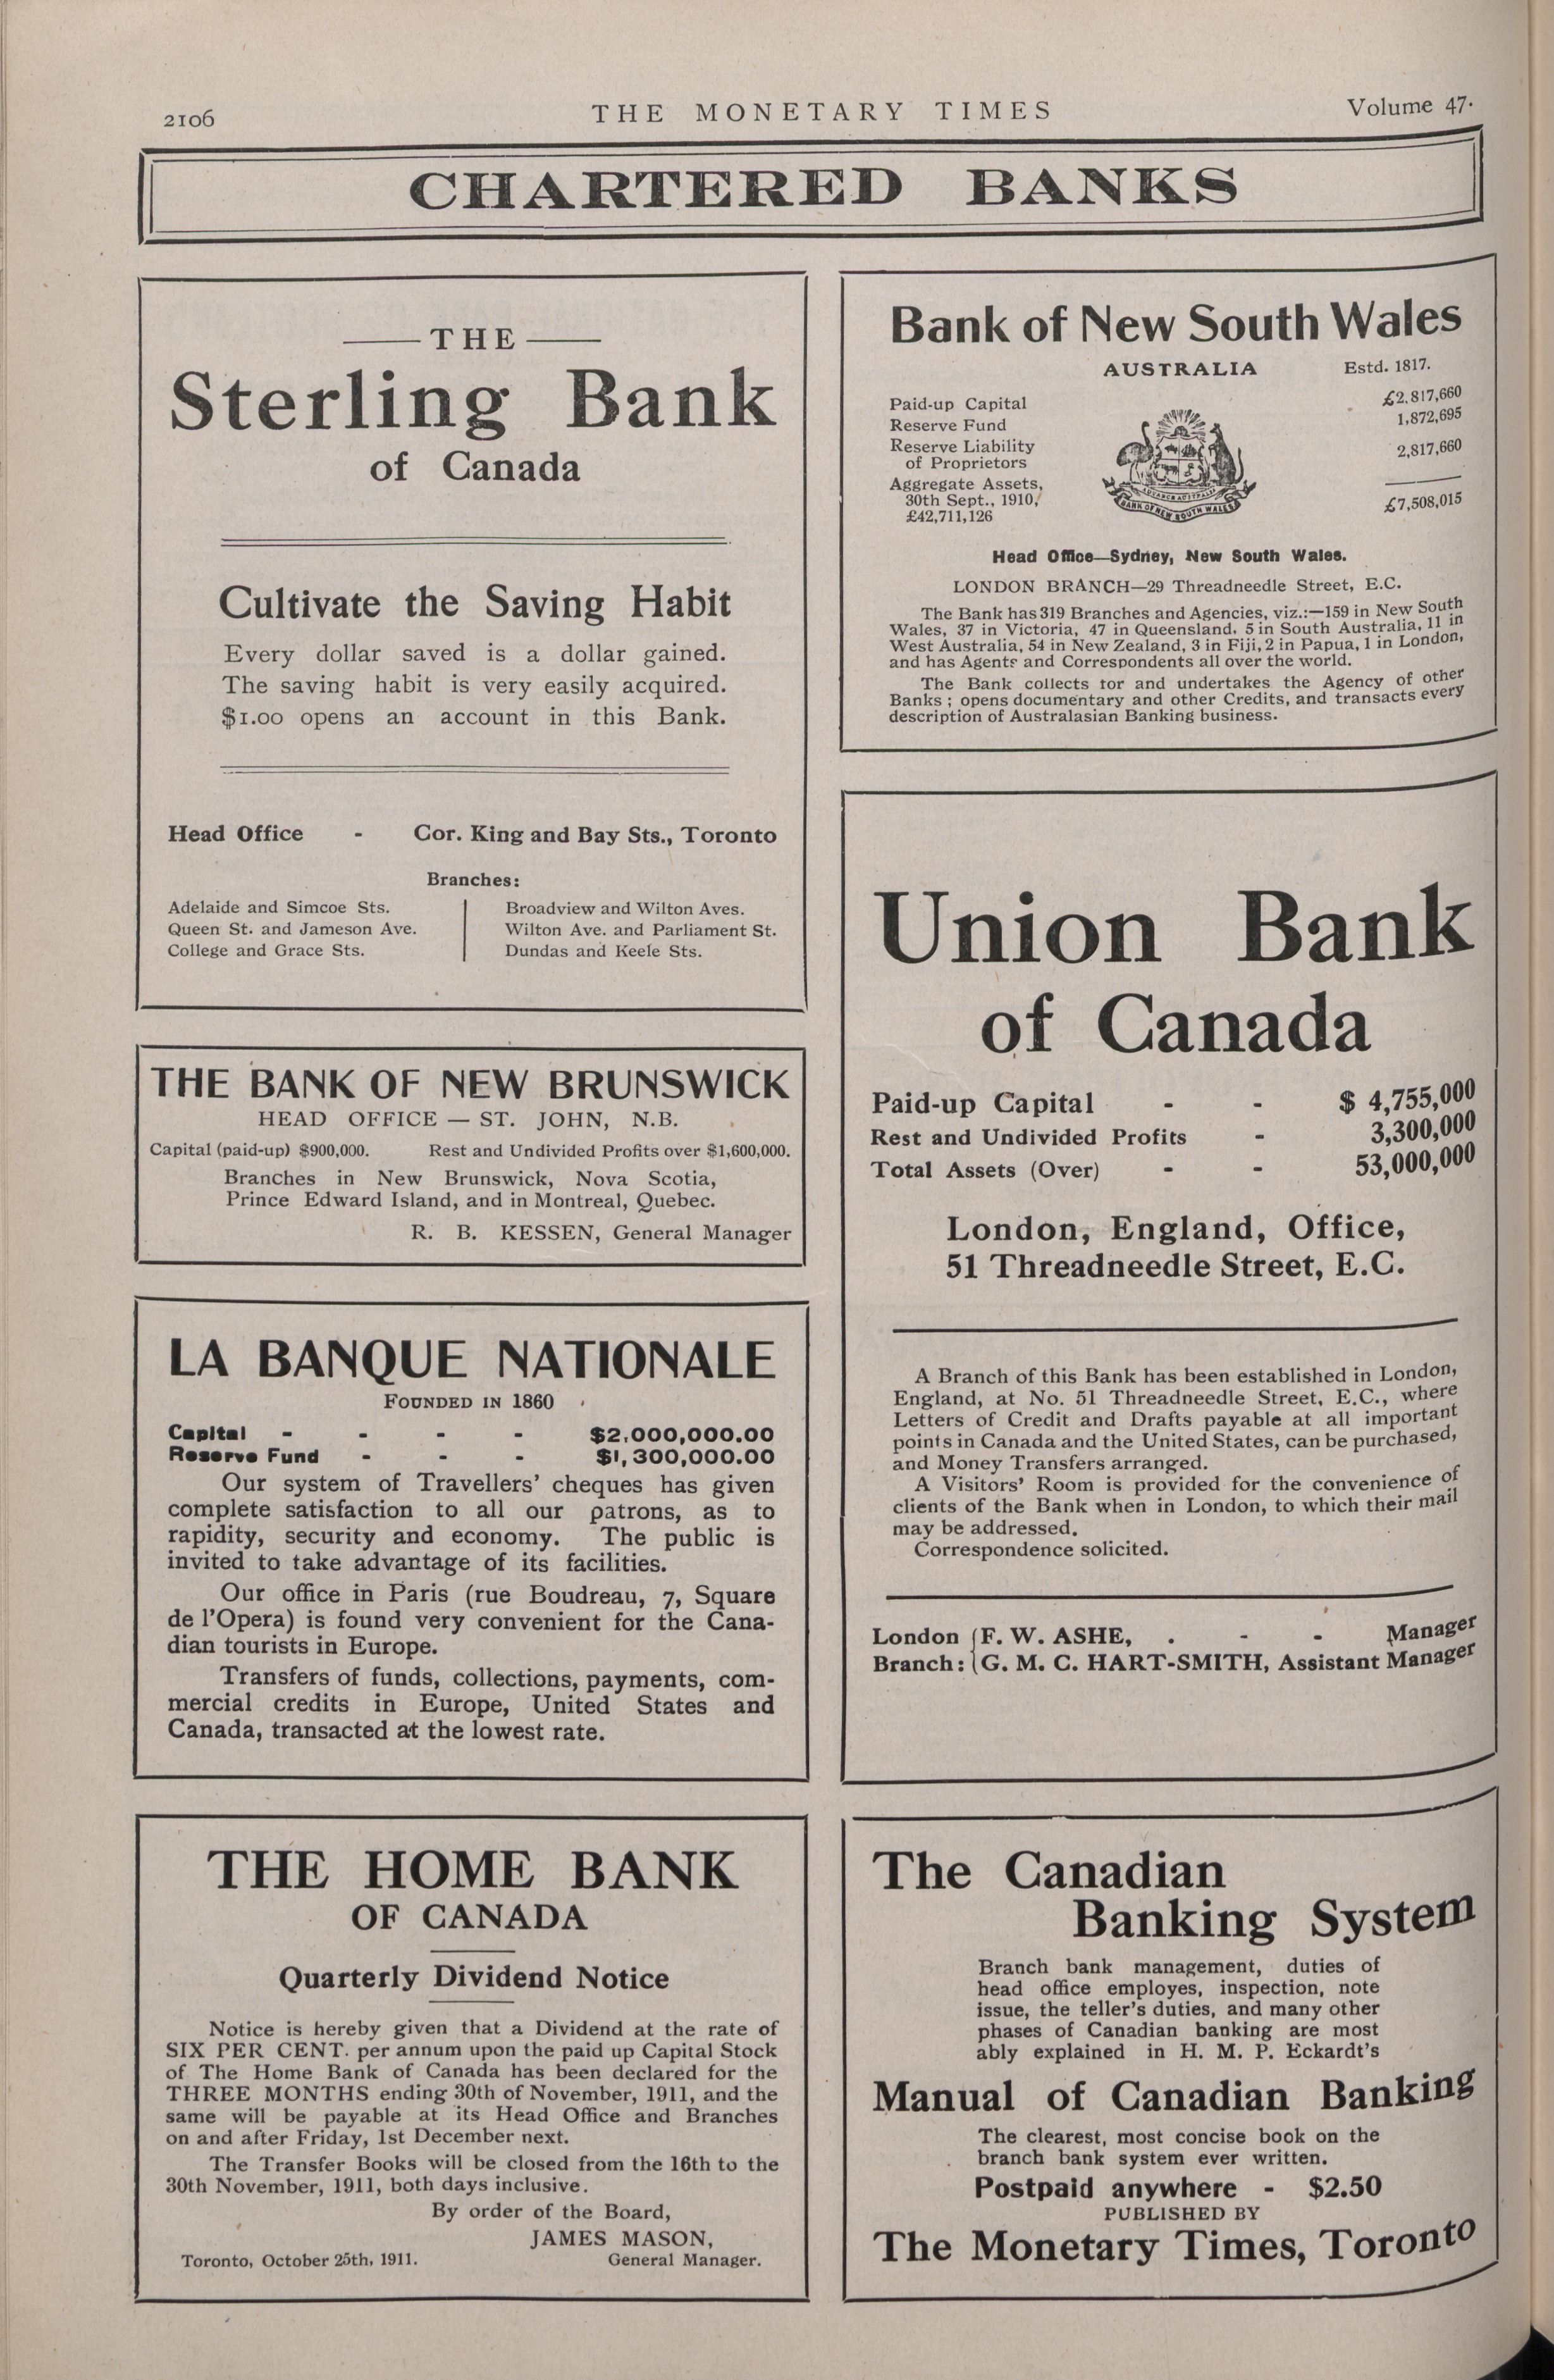 2106
THE MONETARY TIMES
Volume 47.
CHARTERED BANKS
THE
Sterling Bank
of Canada
Cultivate the Saving Habit
Every dollar saved is a dollar gained.
The saving habit is very easily acquired.
$1.00 opens an account in this Bank.
Head Office - Cor. King and Bay Sts., Toronto
Branches:
Adelaide and Simcoe Sts.
Queen St. and Jameson Ave.
College and Grace Sts.
Broadview and Wilton Aves.
Wilton Ave. and Parliament St.
Dundas and Keele Sts.
THE BANK OF NEW BRUNSWICK
HEAD OFFICE — ST. JOHN, N.B.
Capital (paid-up) $900,000. Rest and Undivided Profits over $1,600,000.
Branches in New Brunswick, Nova Scotia,
Prince Edward Island, and in Montreal, Quebec.
R. B. KESSEN, General Manager
LA BANQUE NATIONALE
FOUNDED IN 1860
Capital - - - - $2,000,000.00
Reserve Fund - - - $1,300,000.00
Our system of Travellers' cheques has given
complete satisfaction to all our patrons, as to
rapidity, security and economy. The public is
invited to take advantage of its facilities.
Our office in Paris (rue Boudreau, 7, Square
de l'Opera) is found very convenient for the Cana-
dian tourists in Europe.
Transfers of funds, collections, payments, com-
mercial credits in Europe, United States and
Canada, transacted at the lowest rate.
THE HOME BANK
OF CANADA
Quarterly Dividend Notice
Notice is hereby given that a Dividend at the rate of
SIX PER CENT. per annum upon the paid up Capital Stock
of The Home Bank of Canada has been declared for the
THREE MONTHS ending 30th of November, 1911, and the
same will be payable at its Head Office and Branches
on and after Friday, 1st December next.
The Transfer Books will be closed from the 16th to the
30th November, 1911, both days inclusive.
By order of the Board,
JAMES MASON,
Toronto, October 25th, 1911. General Manager.
Bank of New South Wales
AUSTRALIA Estd. 1817.
Paid-up Capital £2,817,660
Reserve Fund 1,872,695
Reserve Liability
of Proprietors 2,817,660
Aggregate Assets,
30th Sept., 1910, £7,508,015
£42,711,126
ADVANCE AUSTRALIA
BANK OF NEW SOUTH WALES
Head Office—Sydney, New South Wales.
LONDON BRANCH—29 Threadneedle Street, E.C.
The Bank has 319 Branches and Agencies, viz.:—159 in New South
Wales, 37 in Victoria, 47 in Queensland, 5 in South Australia, 11 in
West Australia, 54 in New Zealand, 3 in Fiji, 2 in Papua, 1 in London,
and has Agents and Correspondents all over the world.
The Bank collects for and undertakes the Agency of other
Banks; opens documentary and other Credits, and transacts every
description of Australasian Banking business.
Union Bank
of Canada
Paid-up Capital - - $ 4,755,000
Rest and Undivided Profits - 3,300,000
Total Assets (Over) - - 53,000,000
London, England, Office,
51 Threadneedle Street, E.C.
A Branch of this Bank has been established in London,
England, at No. 51 Threadneedle Street, E.C., where
Letters of Credit and Drafts payable at all important
points in Canada and the United States, can be purchased,
and Money Transfers arranged.
A Visitors' Room is provided for the convenience of
clients of the Bank when in London, to which their mail
may be addressed.
Correspondence solicited.
London { F. W. ASHE, . - - Manager
Branch: { G. M. C. HART-SMITH, Assistant Manager
The Canadian
Banking System
Branch bank management, duties of
head office employes, inspection, note
issue, the teller's duties, and many other
phases of Canadian banking are most
ably explained in H. M. P. Eckardt's
Manual of Canadian Banking
The clearest, most concise book on the
branch bank system ever written.
Postpaid anywhere - $2.50
PUBLISHED BY
The Monetary Times, Toronto